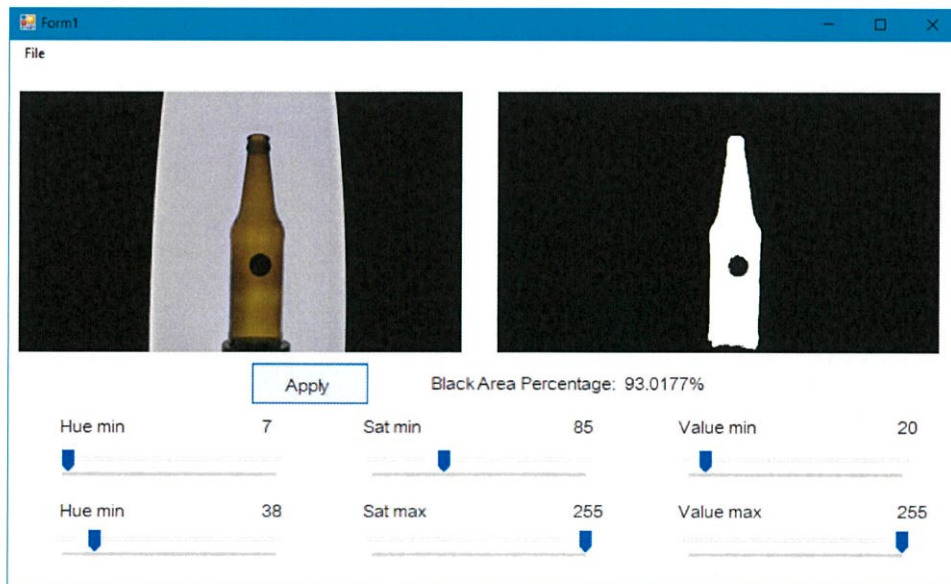 Form1
File
Apply
Black Area Percentage: 93.0177%
Hue min 7 Sat min 85 Value min 20
Hue min 38 Sat max 255 Value max 255